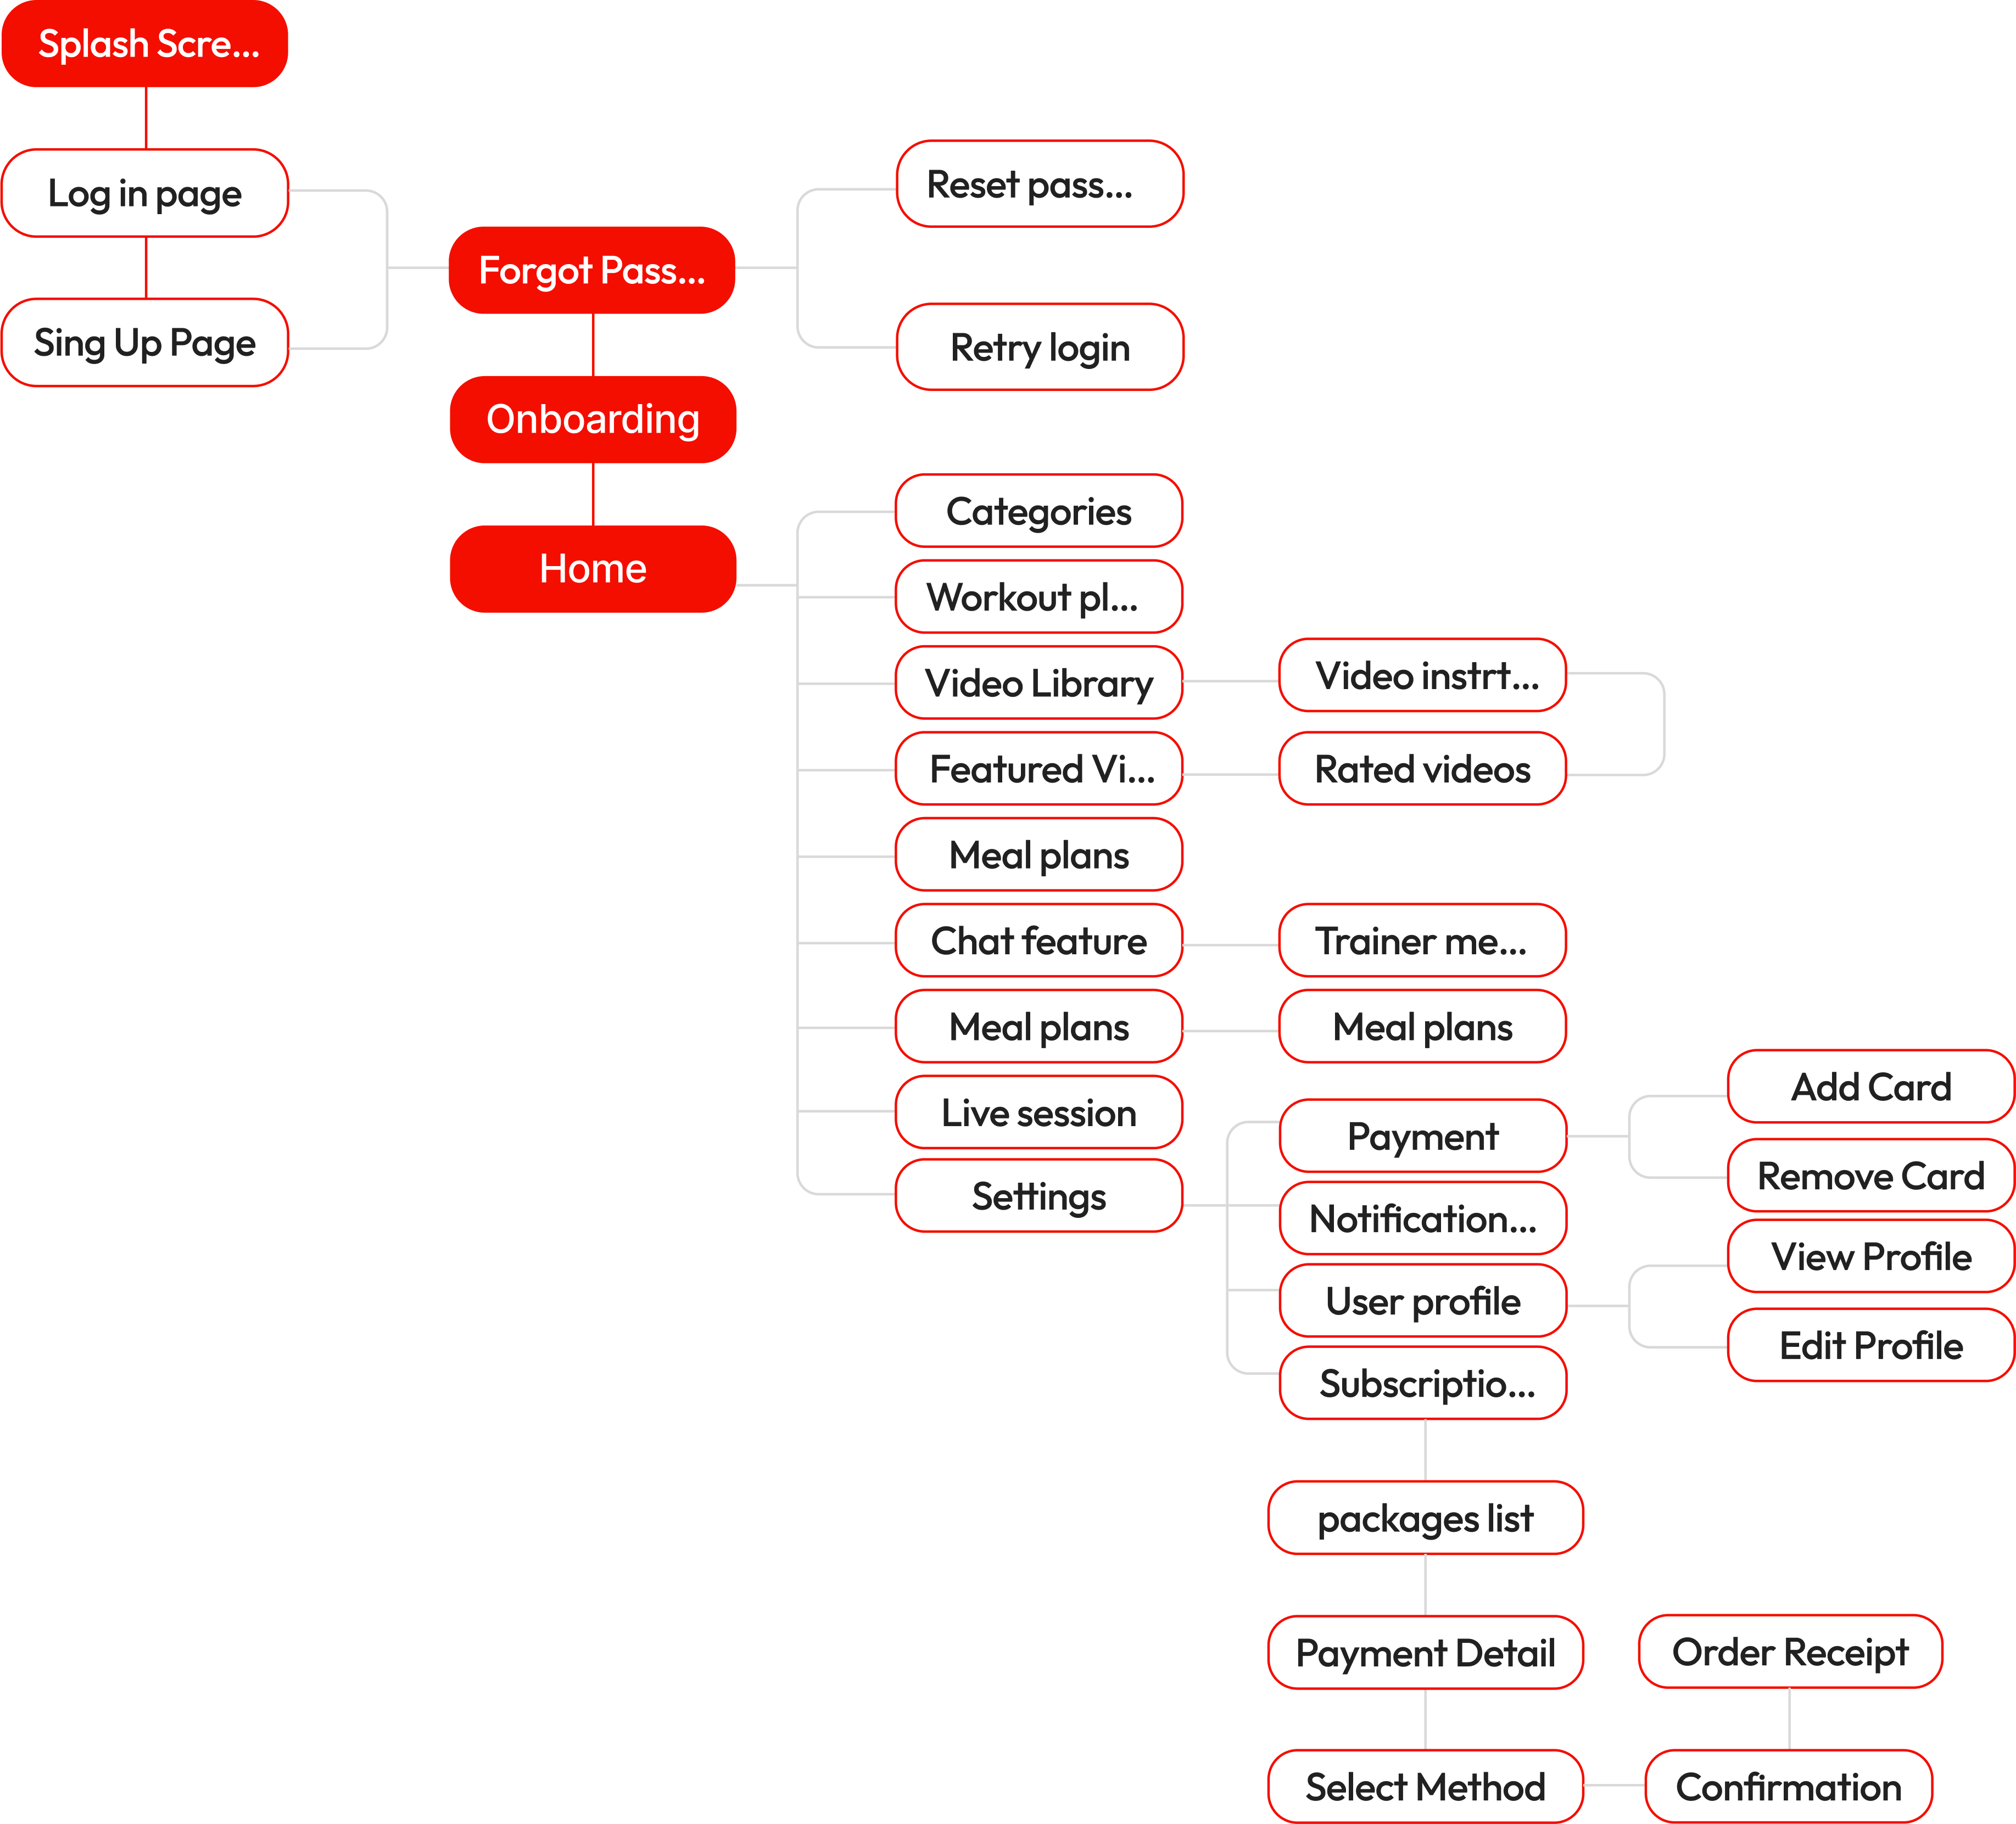 Splash Scre...
Log in page
Sing Up Page
Forgot Pass...
Reset pass...
Retry login
Onboarding
Home
Categories
Workout pl...
Video Library
Video instrt...
Featured Vi...
Rated videos
Meal plans
Chat feature
Trainer me...
Meal plans
Meal plans
Live session
Settings
Payment
Add Card
Remove Card
Notification...
User profile
View Profile
Edit Profile
Subscriptio...
packages list
Payment Detail
Order Receipt
Select Method
Confirmation